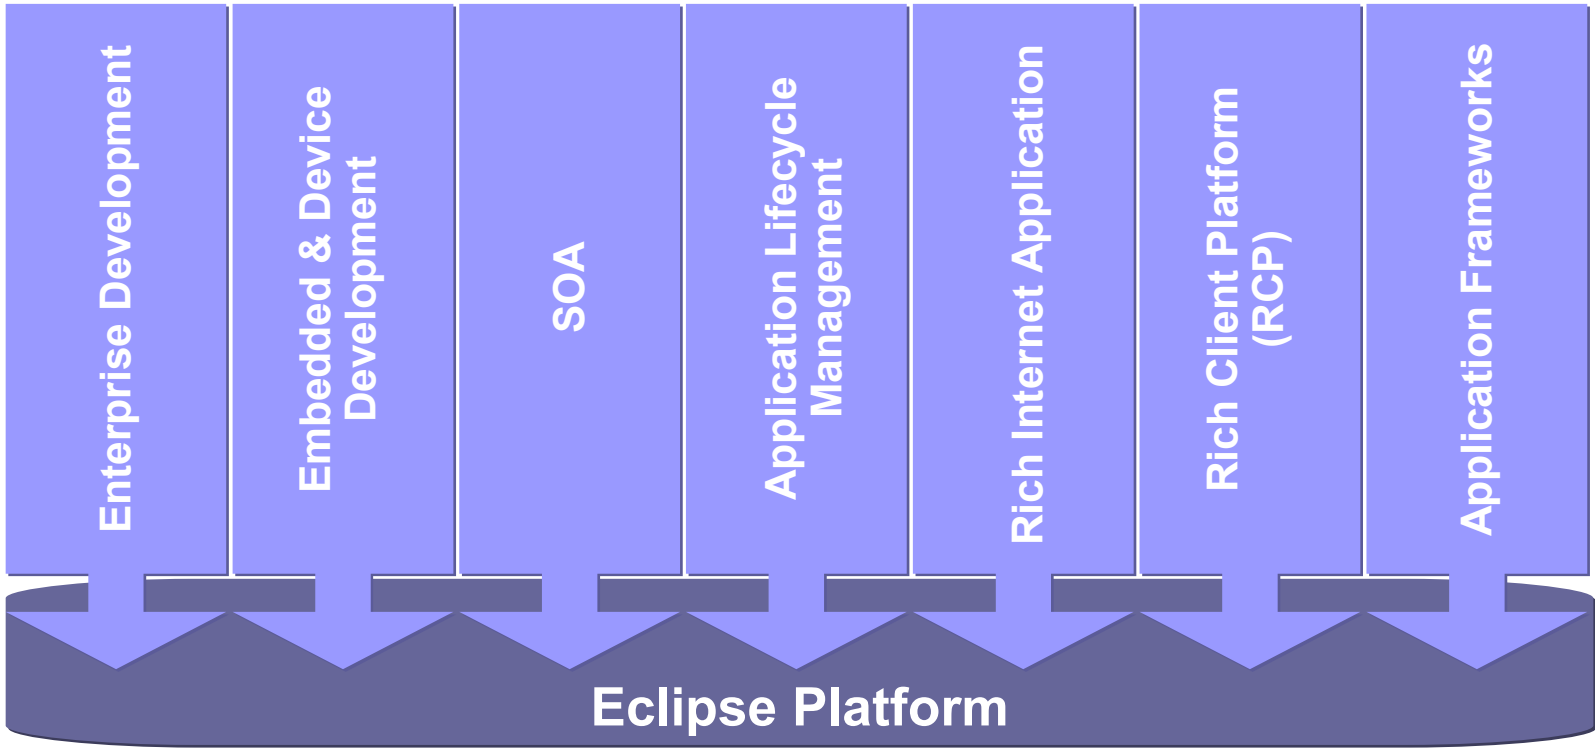 Enterprise Development
Embedded & Device
Development
SOA
Application Lifecycle
Management
Rich Internet Application
Rich Client Platform
(RCP)
Application Frameworks
Eclipse Platform